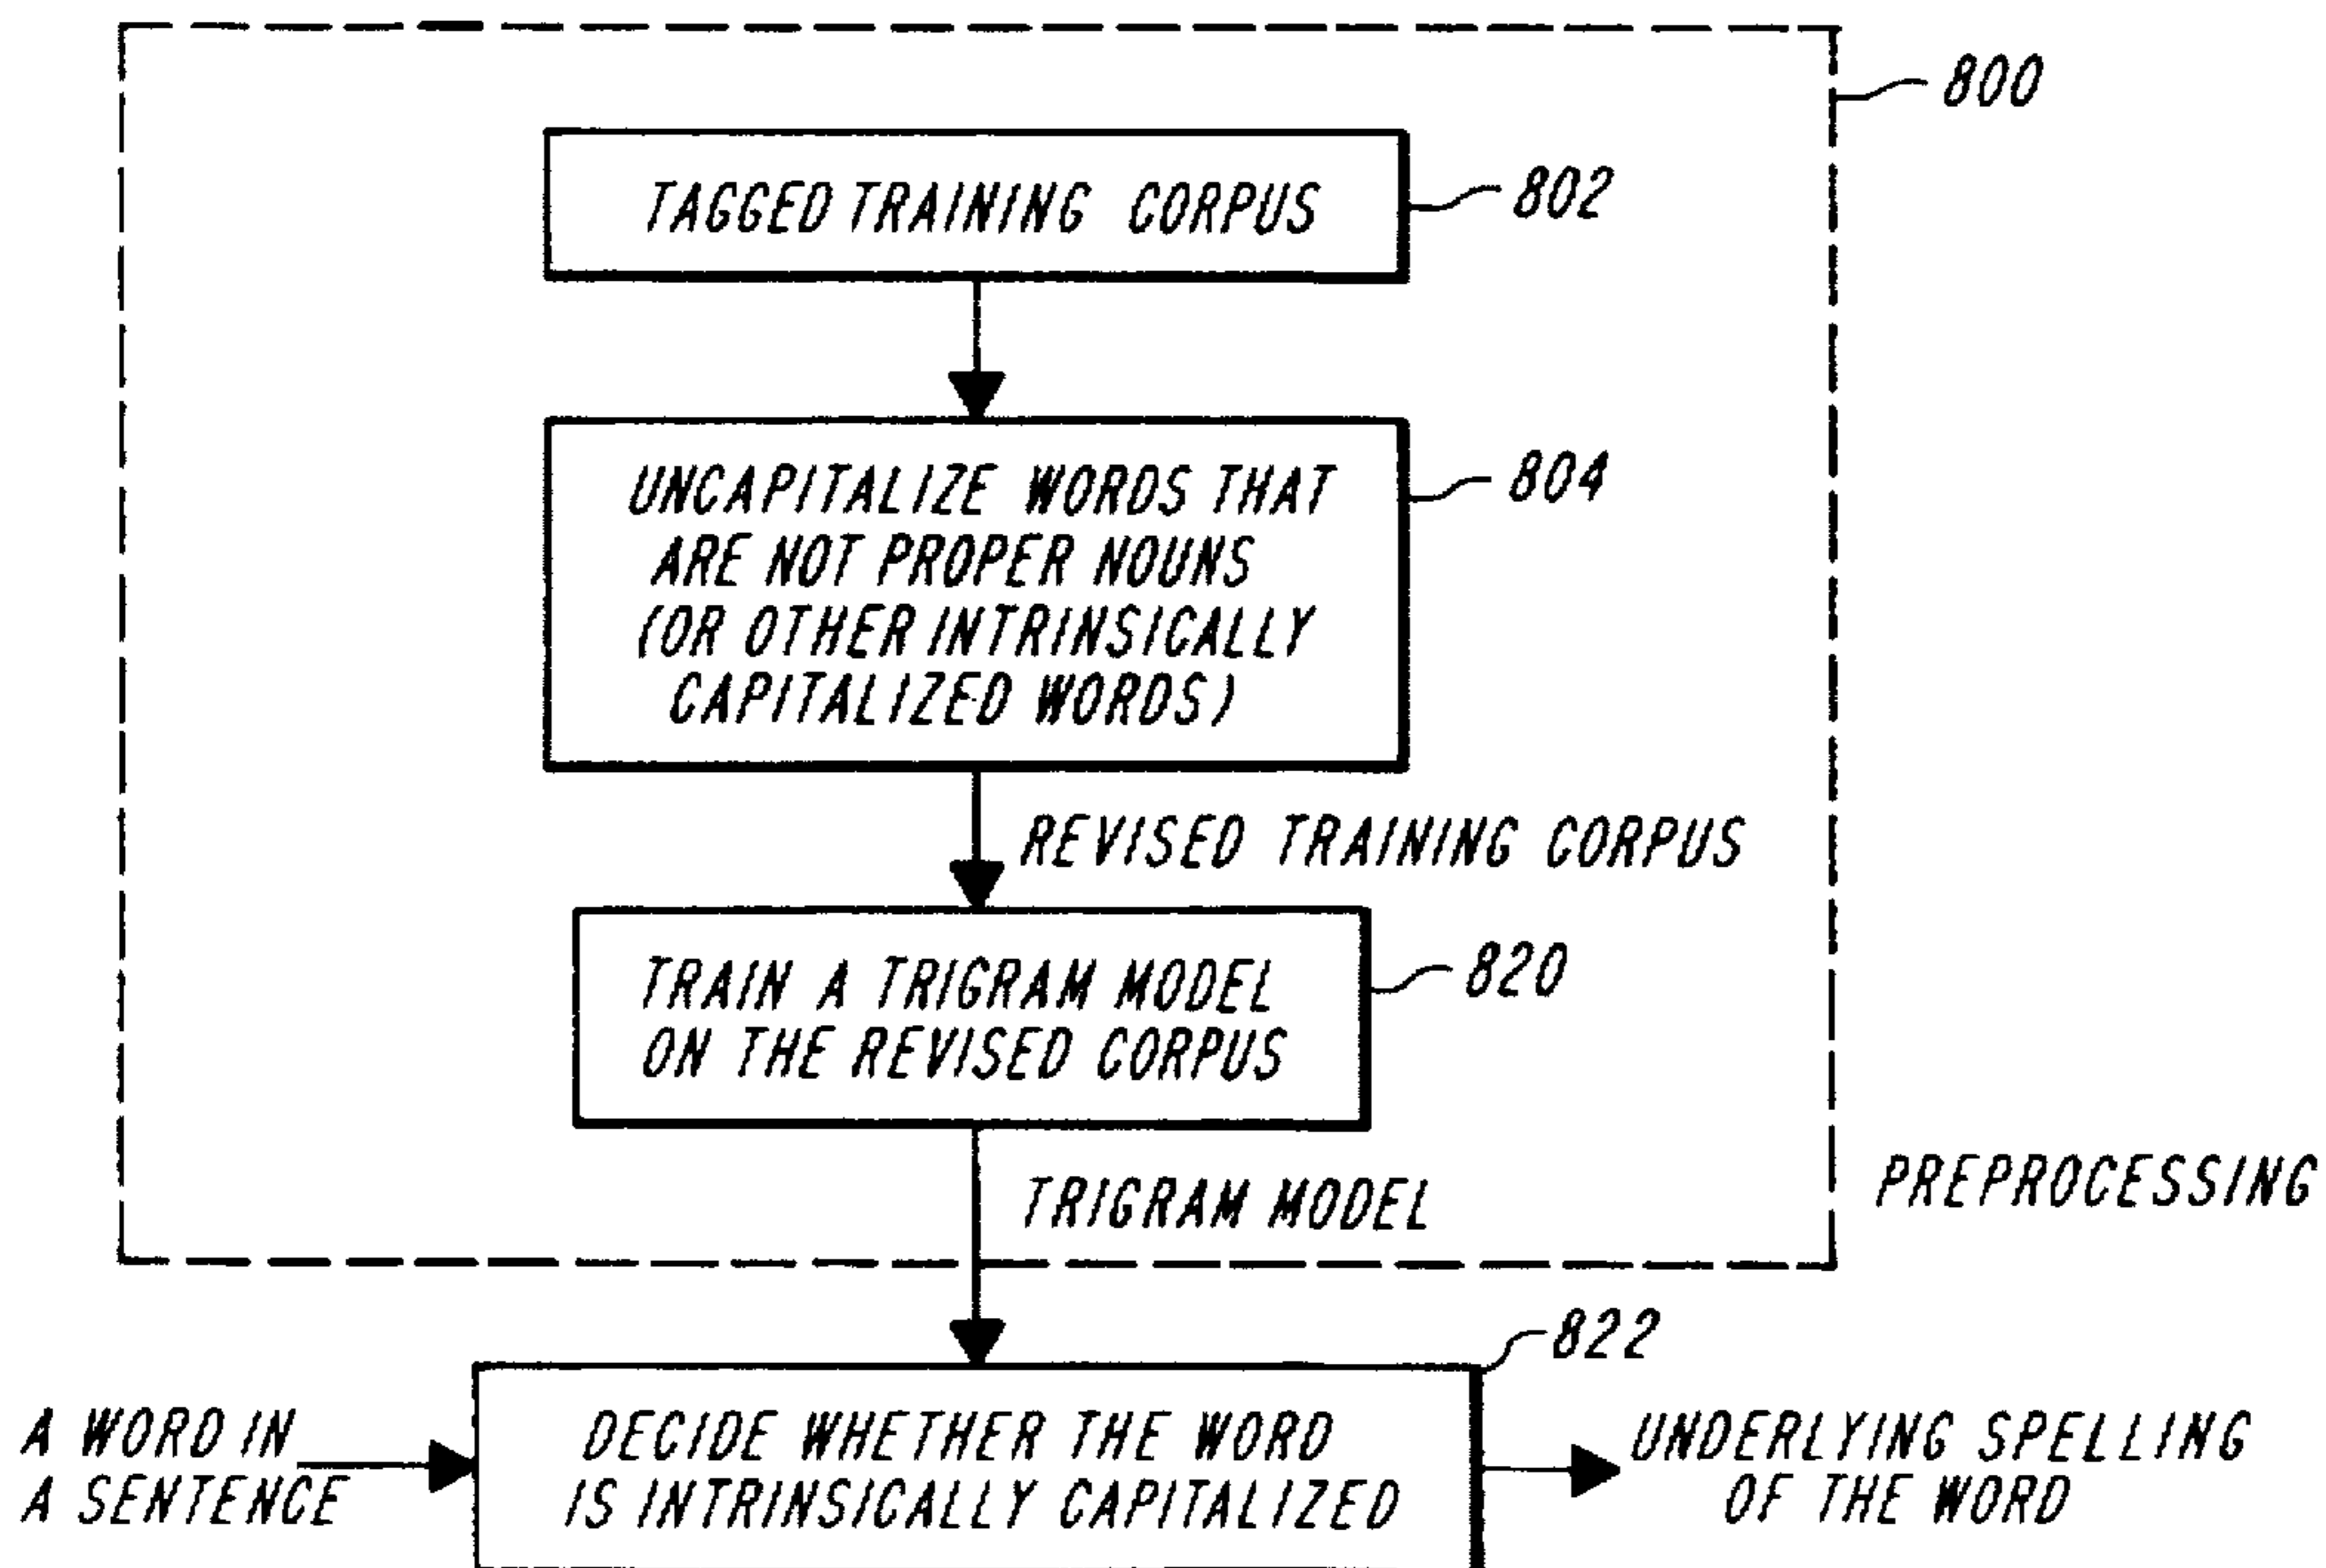 800
TAGGED TRAINING CORPUS
802
UNCAPITALIZE WORDS THAT
ARE NOT PROPER NOUNS
(OR OTHER INTRINSICALLY
CAPITALIZED WORDS)
804
REVISED TRAINING CORPUS
TRAIN A TRIGRAM MODEL
ON THE REVISED CORPUS
820
TRIGRAM MODEL
PREPROCESSING
822
A WORD IN
A SENTENCE
DECIDE WHETHER THE WORD
IS INTRINSICALLY CAPITALIZED
UNDERLYING SPELLING
OF THE WORD